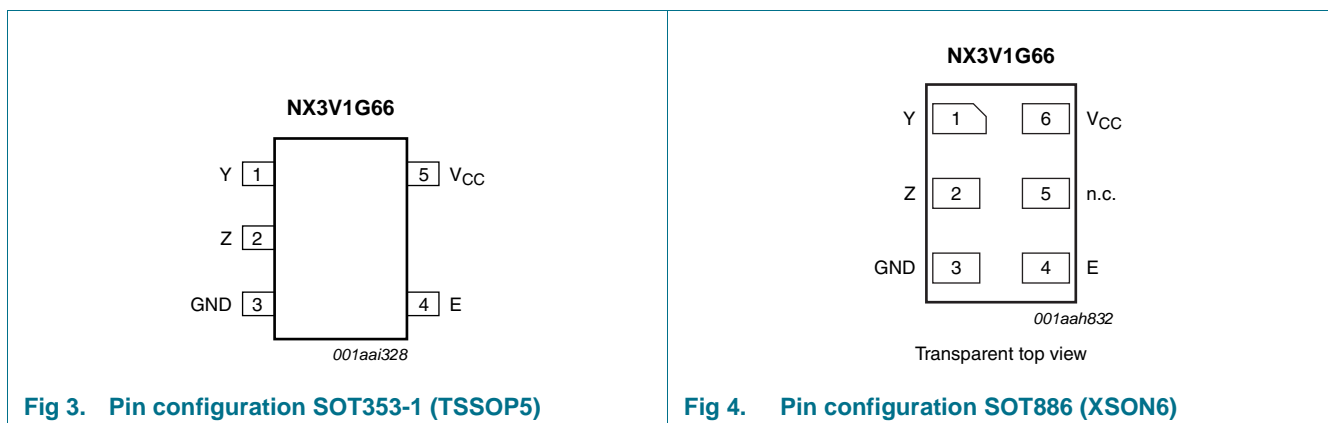 NX3V1G66
Y 1
5 VCC
Z 2
GND 3
4 E
001aai328
Fig 3. Pin configuration SOT353-1 (TSSOP5)
NX3V1G66
Y 1
6 VCC
Z 2
5 n.c.
GND 3
4 E
001aah832
Transparent top view
Fig 4. Pin configuration SOT886 (XSON6)